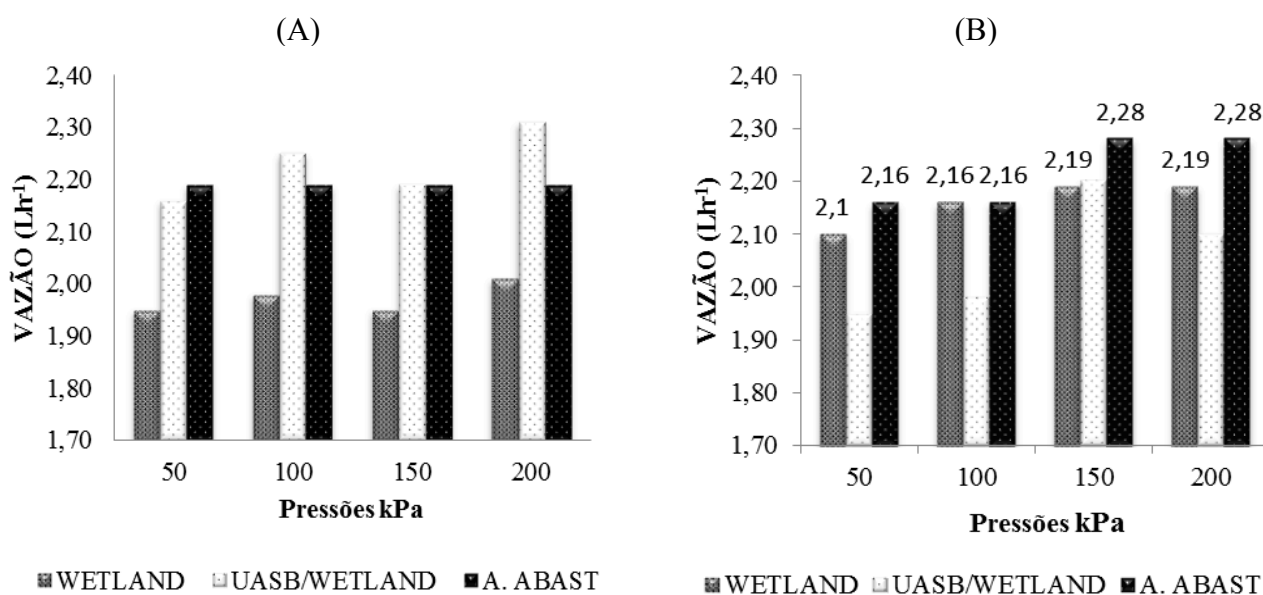 (A)
2,40
2,30
2,20
2,10
2,00
1,90
1,80
1,70
VAZÃO (Lh-¹)
50 100 150 200
Pressões kPa
WETLAND UASB/WETLAND A. ABAST
(B)
2,40
2,30
2,20
2,10
2,00
1,90
1,80
1,70
VAZÃO (Lh-¹)
2,1 2,16 2,16 2,16 2,19 2,28 2,19 2,28
50 100 150 200
Pressões kPa
WETLAND UASB/WETLAND A. ABAST